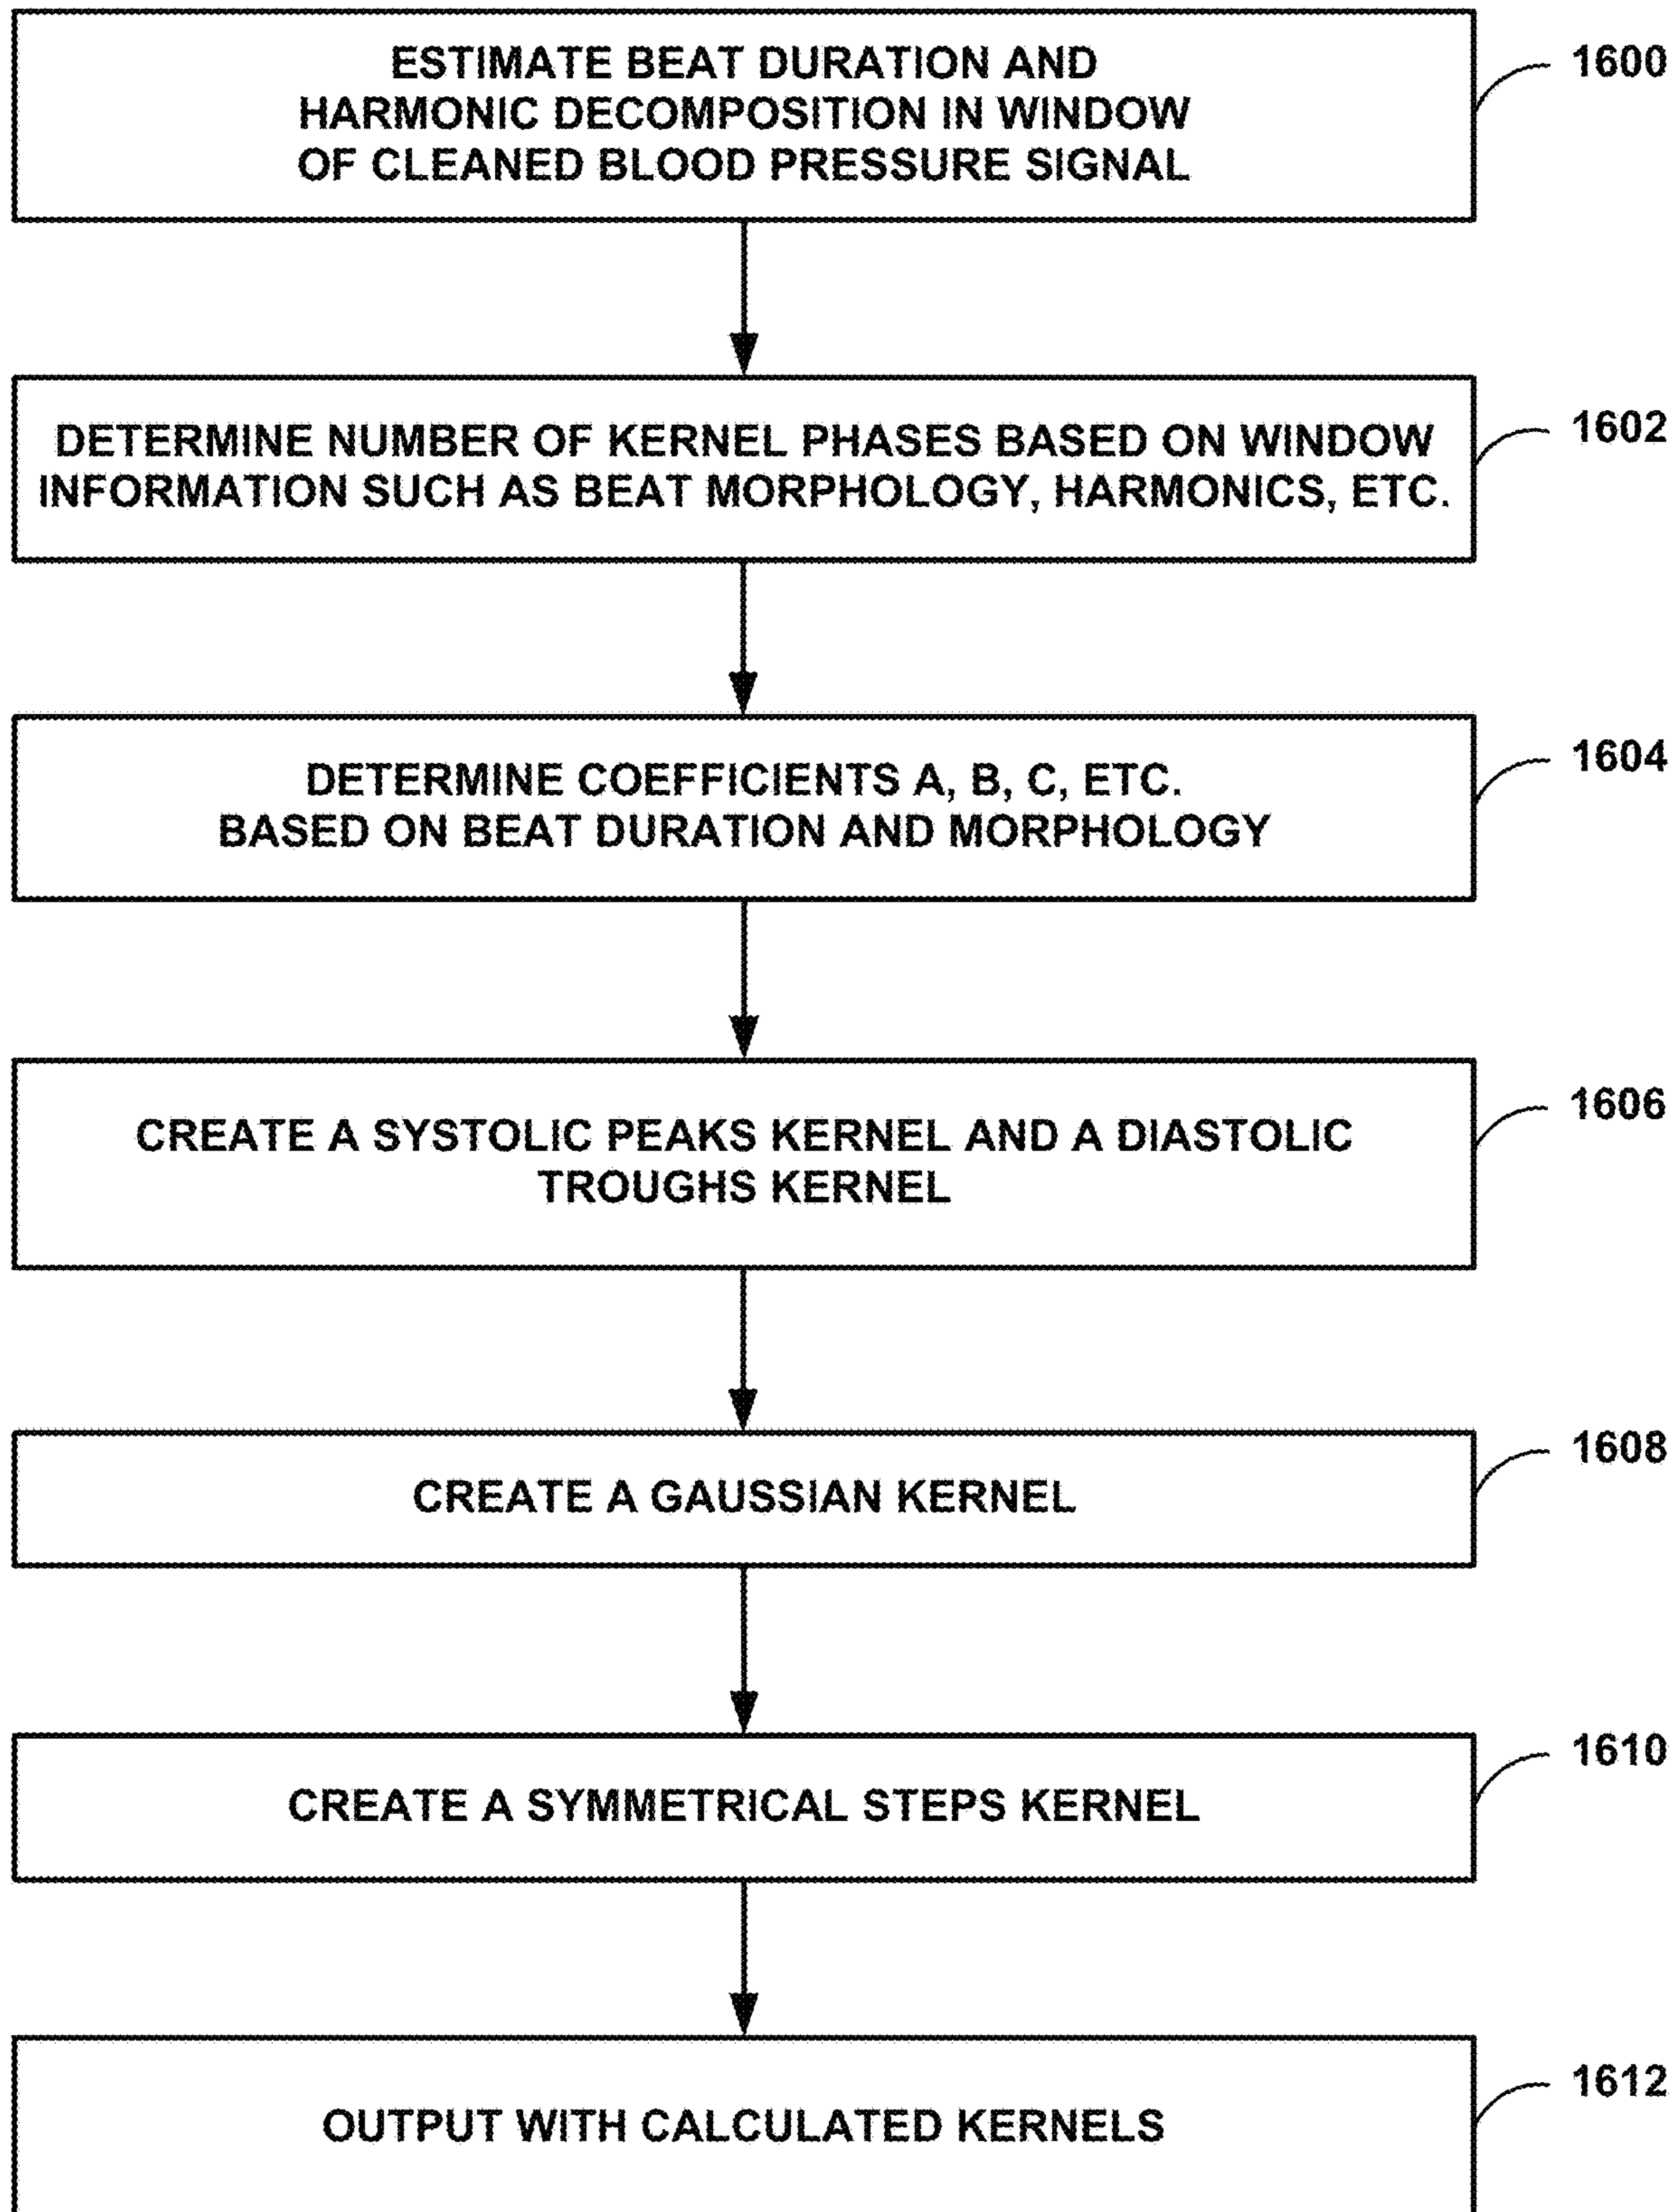 ESTIMATE BEAT DURATION AND
HARMONIC DECOMPOSITION IN WINDOW
OF CLEANED BLOOD PRESSURE SIGNAL
1600
DETERMINE NUMBER OF KERNEL PHASES BASED ON WINDOW
INFORMATION SUCH AS BEAT MORPHOLOGY, HARMONICS, ETC.
1602
DETERMINE COEFFICIENTS A, B, C, ETC.
BASED ON BEAT DURATION AND MORPHOLOGY
1604
CREATE A SYSTOLIC PEAKS KERNEL AND A DIASTOLIC
TROUGHS KERNEL
1606
CREATE A GAUSSIAN KERNEL
1608
CREATE A SYMMETRICAL STEPS KERNEL
1610
OUTPUT WITH CALCULATED KERNELS
1612